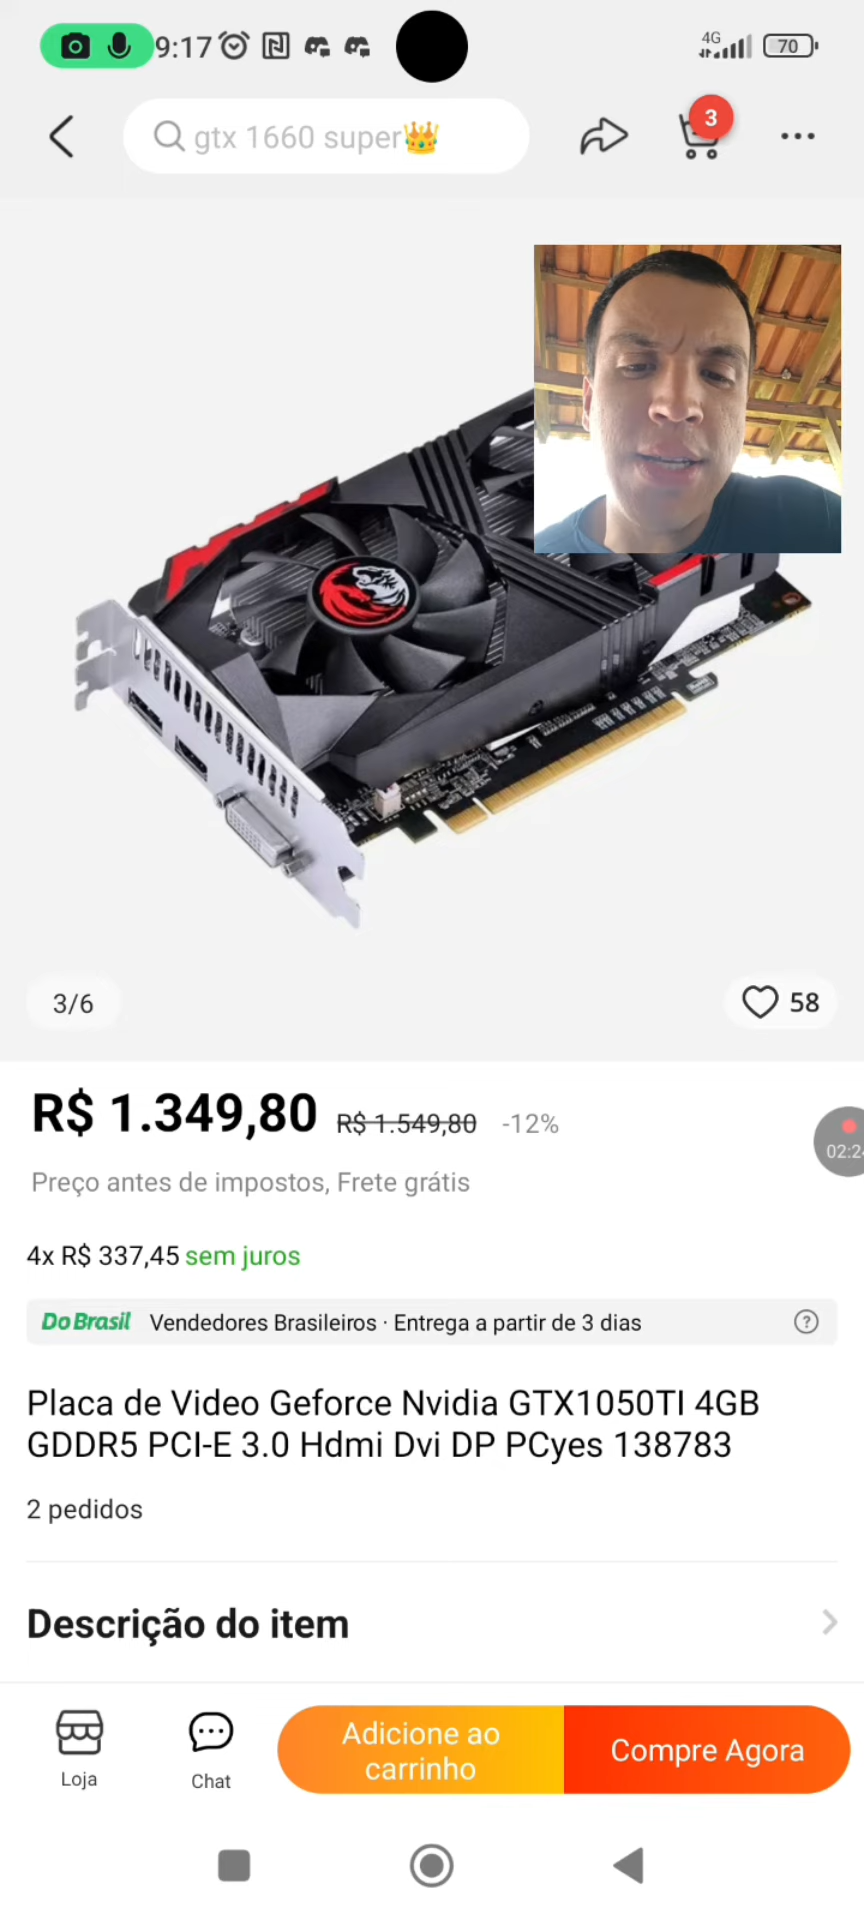 9:17
4G
70
gtx 1660 super👑
3
3/6
58
R$ 1.349,80 R$ 1.549,80 -12%
Preço antes de impostos, Frete grátis
02:2
4x R$ 337,45 sem juros
Do Brasil Vendedores Brasileiros · Entrega a partir de 3 dias
Placa de Video Geforce Nvidia GTX1050TI 4GB
GDDR5 PCI-E 3.0 Hdmi Dvi DP PCyes 138783
2 pedidos
Descrição do item
Loja
Chat
Adicione ao
carrinho
Compre Agora